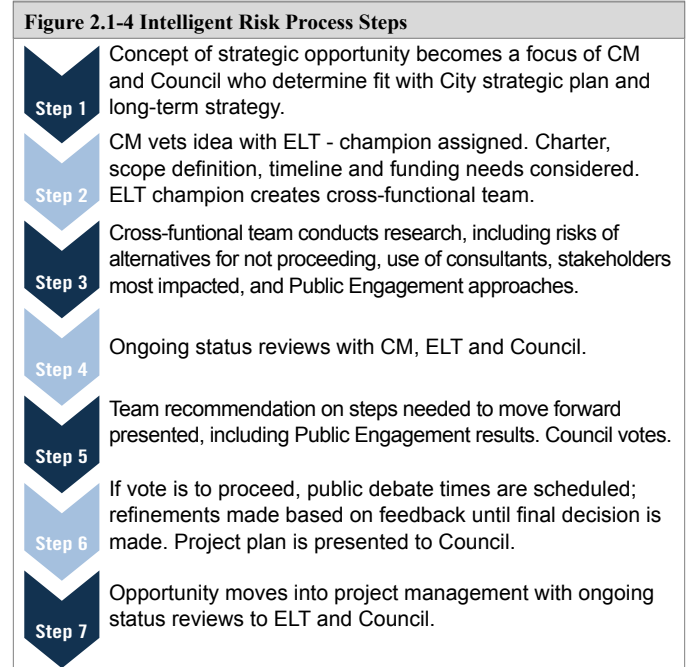 Figure 2.1-4 Intelligent Risk Process Steps
Concept of strategic opportunity becomes a focus of CM
and Council who determine fit with City strategic plan and
Step 1 long-term strategy.
CM vets idea with ELT - champion assigned. Charter,
scope definition, timeline and funding needs considered.
Step 2 ELT champion creates cross-functional team.
Cross-funtional team conducts research, including risks of
alternatives for not proceeding, use of consultants, stakeholders
Step 3 most impacted, and Public Engagement approaches.
Ongoing status reviews with CM, ELT and Council.
Step 4
Team recommendation on steps needed to move forward
presented, including Public Engagement results. Council votes.
Step 5
If vote is to proceed, public debate times are scheduled;
refinements made based on feedback until final decision is
Step 6 made. Project plan is presented to Council.
Opportunity moves into project management with ongoing
status reviews to ELT and Council.
Step 7